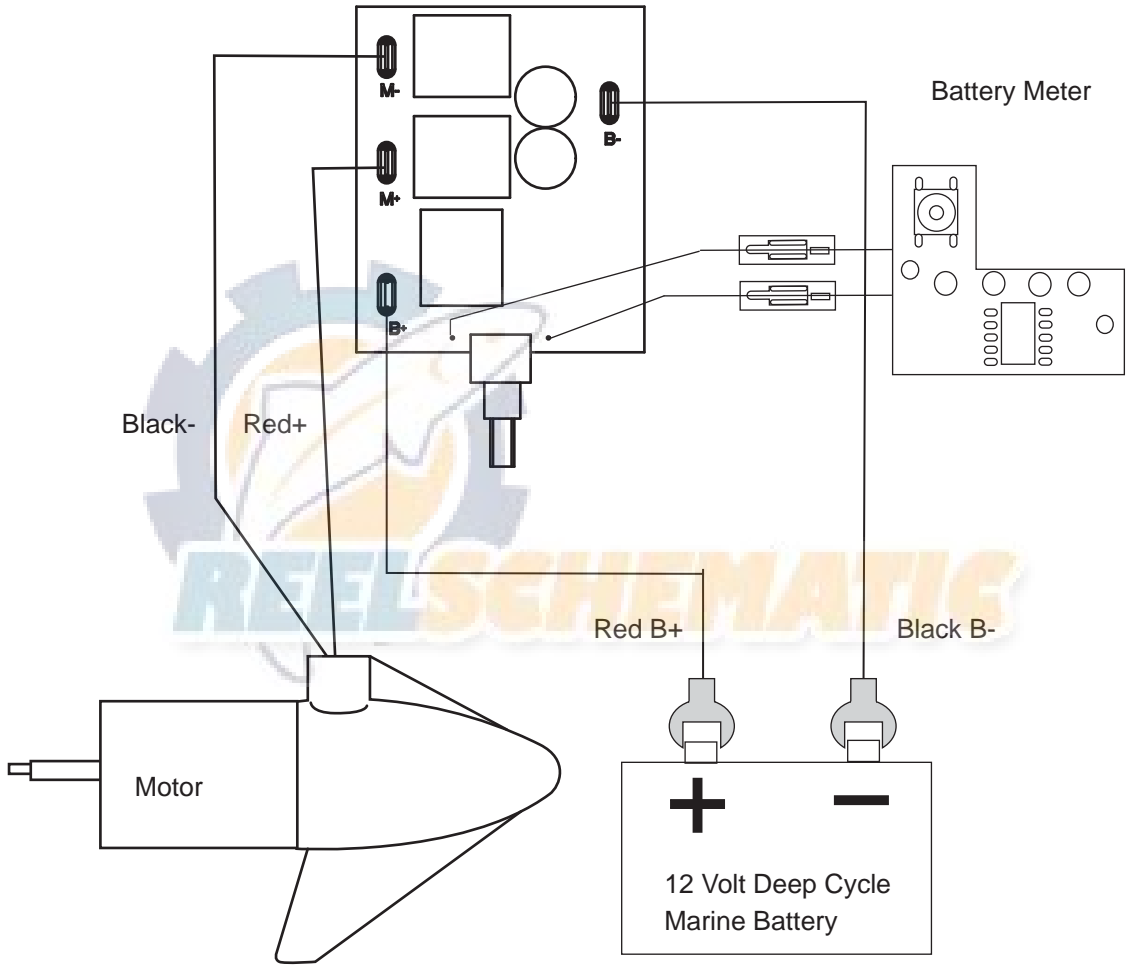 M-
B-
Battery Meter
M+
B+
Black-
Red+
REELSCHEMATIC
Red B+
Black B-
Motor
+
−
12 Volt Deep Cycle
Marine Battery